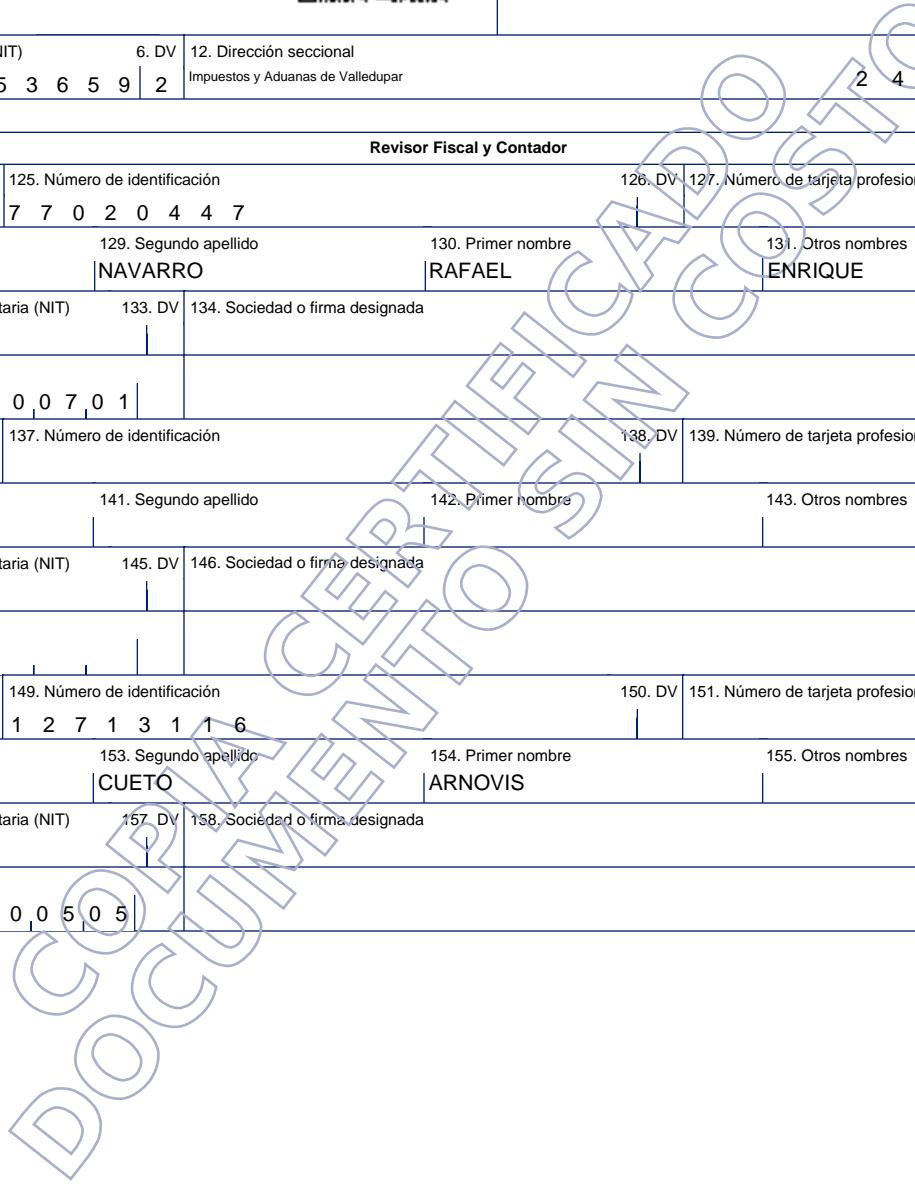 IT) 6. DV 12. Dirección seccional
5 3 6 5 9 2 Impuestos y Aduanas de Valledupar 2 4
Revisor Fiscal y Contador
125. Número de identificación 126. DV 127. Número de tarjeta profesion
7 7 0 2 0 4 4 7
129. Segundo apellido 130. Primer nombre 131. Otros nombres
NAVARRO RAFAEL ENRIQUE
taria (NIT) 133. DV 134. Sociedad o firma designada
0 0 7 0 1
137. Número de identificación 138. DV 139. Número de tarjeta profesion
141. Segundo apellido 142. Primer nombre 143. Otros nombres
taria (NIT) 145. DV 146. Sociedad o firma designada
149. Número de identificación 150. DV 151. Número de tarjeta profesion
1 2 7 1 3 1 1 6
153. Segundo apellido 154. Primer nombre 155. Otros nombres
CUETO ARNOVIS
taria (NIT) 157. DV 158. Sociedad o firma designada
0 0 5 0 5
COPIA CERTIFICADO
DOCUMENTO SIN COSTO